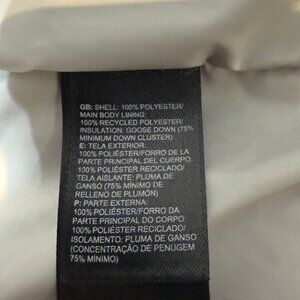 GB: SHELL: 100% POLYESTER/
MAIN BODY LINING:
100% RECYCLED POLYESTER/
INSULATION: GOOSE DOWN (75%
MINIMUM DOWN CLUSTER)
E: TELA EXTERIOR:
100% POLIÉSTER/FORRO DE LA
PARTE PRINCIPAL DEL CUERPO:
100% POLIÉSTER RECICLADO/
TELA AISLANTE: PLUMA DE
GANSO (75% MÍNIMO DE
RELLENO DE PLUMÓN)
P: PARTE EXTERNA:
100% POLIÉSTER/FORRO DA
PARTE PRINCIPAL DO CORPO:
100% POLIÉSTER RECICLADO/
ISOLAMENTO: PLUMA DE GANSO
(CONCENTRAÇÃO DE PENUGEM
75% MÍNIMO)